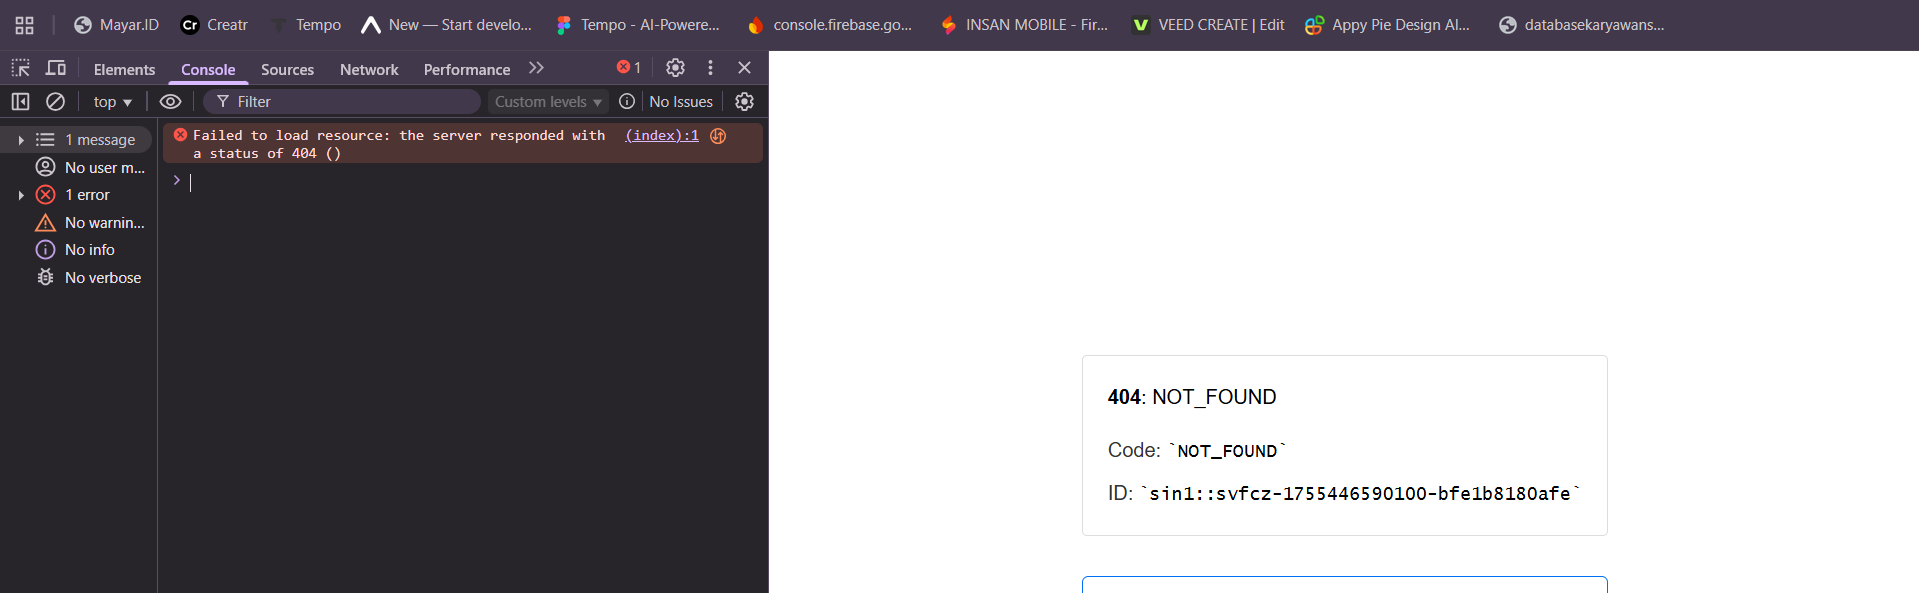 Mayar.ID
Creatr
Tempo
New — Start develo...
Tempo - AI-Powere...
console.firebase.go...
INSAN MOBILE - Fir...
VEED CREATE | Edit
Appy Pie Design AI...
databasekaryawans...
Elements
Console
Sources
Network
Performance
1
top
Filter
Custom levels
No Issues
1 message
No user m...
1 error
No warnin...
No info
No verbose
Failed to load resource: the server responded with (index):1
a status of 404 ()
404: NOT_FOUND
Code: `NOT_FOUND`
ID: `sin1::svfcz-1755446590100-bfe1b8180afe`